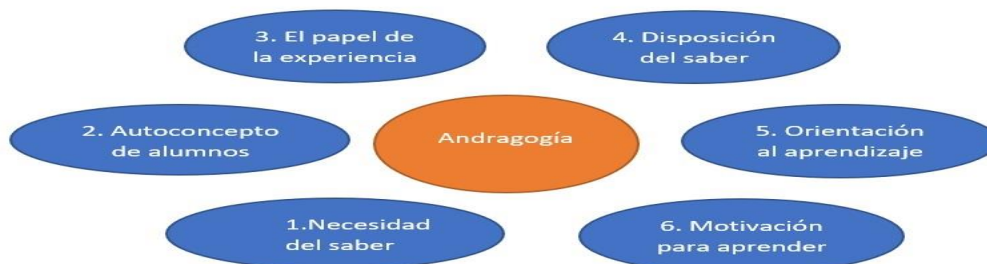 3. El papel de
la experiencia
4. Disposición
del saber
2. Autoconcepto
de alumnos
Andragogía
5. Orientación
al aprendizaje
1.Necesidad
del saber
6. Motivación
para aprender